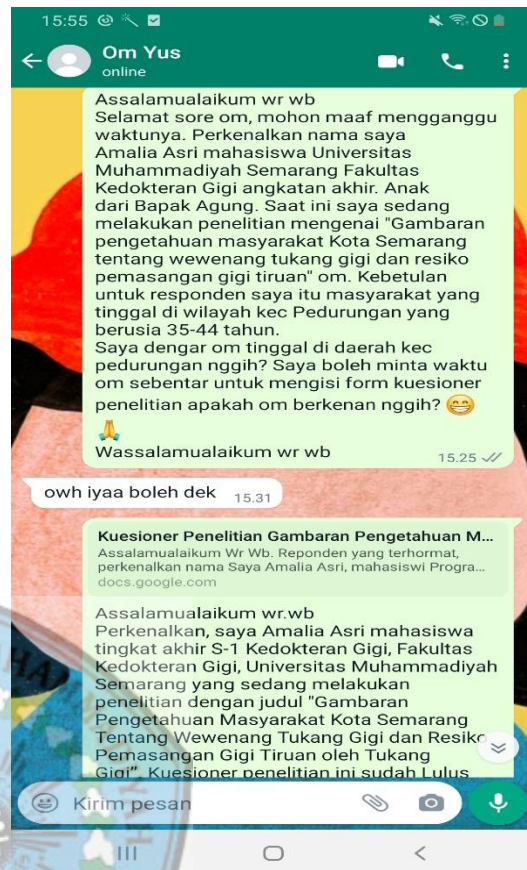 15:55
Om Yus
online
Assalamualaikum wr wb
Selamat sore om, mohon maaf mengganggu
waktunya. Perkenalkan nama saya
Amalia Asri mahasiswa Universitas
Muhammadiyah Semarang Fakultas
Kedokteran Gigi angkatan akhir. Anak
dari Bapak Agung. Saat ini saya sedang
melakukan penelitian mengenai "Gambaran
pengetahuan masyarakat Kota Semarang
tentang wewenang tukang gigi dan resiko
pemasangan gigi tiruan" om. Kebetulan
untuk responden saya itu masyarakat yang
tinggal di wilayah kec Pedurungan yang
berusia 35-44 tahun.
Saya dengar om tinggal di daerah kec
pedurungan nggih? Saya boleh minta waktu
om sebentar untuk mengisi form kuesioner
penelitian apakah om berkenan nggih? 😁
🙏
Wassalamualaikum wr wb
15.25
owh iyaa boleh dek 15.31
Kuesioner Penelitian Gambaran Pengetahuan M...
Assalamualaikum Wr Wb. Reponden yang terhormat,
perkenalkan nama Saya Amalia Asri, mahasiswi Progra...
docs.google.com
Assalamualaikum wr.wb
Perkenalkan, saya Amalia Asri mahasiswa
tingkat akhir S-1 Kedokteran Gigi, Fakultas
Kedokteran Gigi, Universitas Muhammadiyah
Semarang yang sedang melakukan
penelitian dengan judul "Gambaran
Pengetahuan Masyarakat Kota Semarang
Tentang Wewenang Tukang Gigi dan Resiko
Pemasangan Gigi Tiruan oleh Tukang
Gigi". Kuesioner penelitian ini sudah Lulus
Kirim pesan